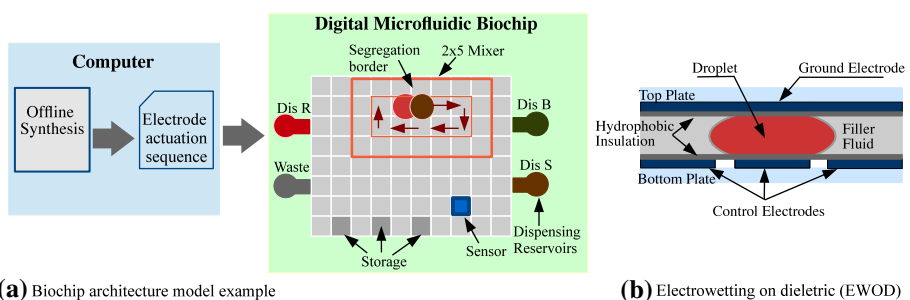 Computer
Offline
Synthesis
Electrode
actuation
sequence
Digital Microfluidic Biochip
Segregation
border
2x5 Mixer
Dis R
Dis B
Waste
Dis S
Dispensing
Reservoirs
Sensor
Storage
(a) Biochip architecture model example
Droplet
Ground Electrode
Top Plate
Hydrophobic
Insulation
Filler
Fluid
Bottom Plate
Control Electrodes
(b) Electrowetting on dieletric (EWOD)